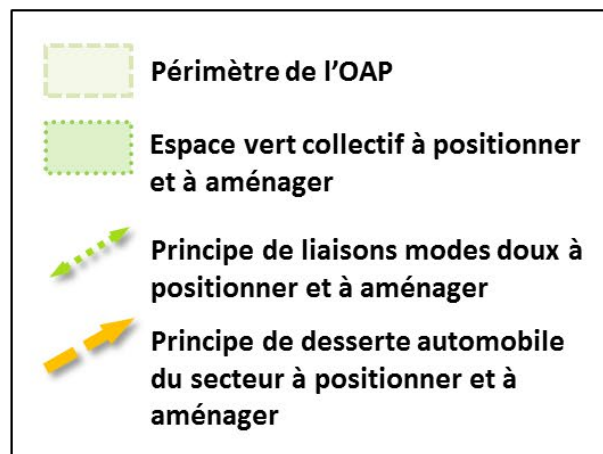 Périmètre de l’OAP
Espace vert collectif à positionner
et à aménager
Principe de liaisons modes doux à
positionner et à aménager
Principe de desserte automobile
du secteur à positionner et à
aménager